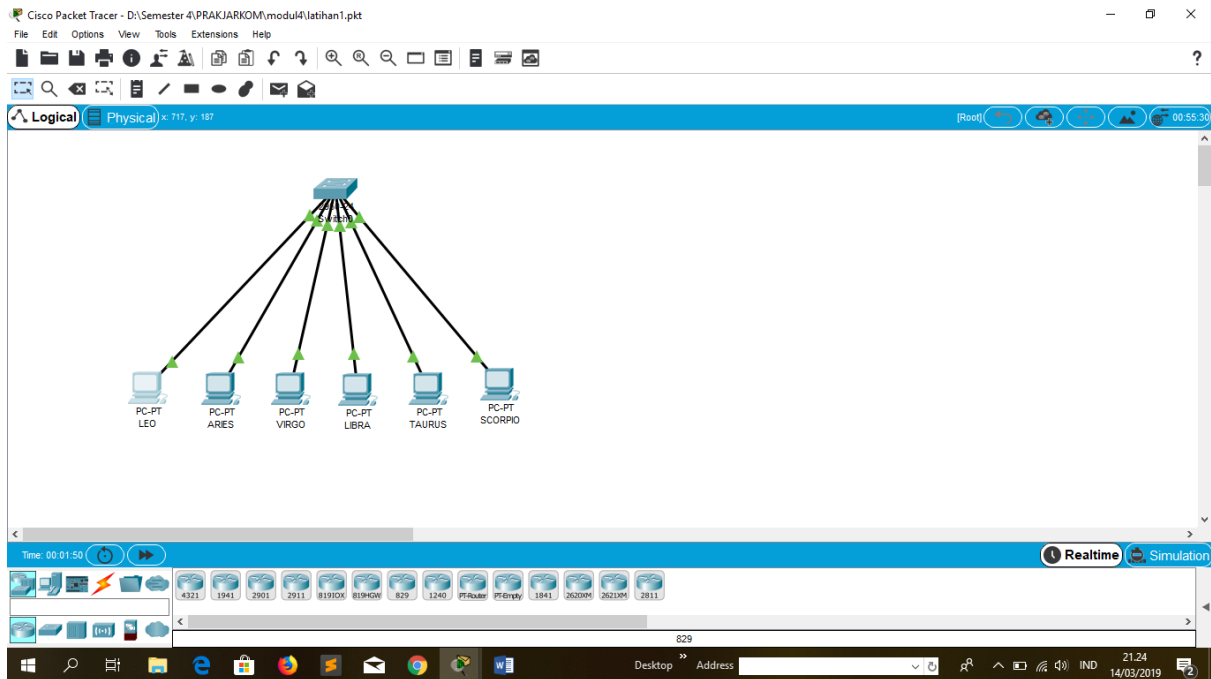 Cisco Packet Tracer - D:\Semester 4\PRAKJARKOM\modul4\latihan1.pkt
File Edit Options View Tools Extensions Help
?
Logical Physical x: 717, y: 187 [Root] 00:55:30
Switch0
PC-PT
LEO
PC-PT
ARIES
PC-PT
VIRGO
PC-PT
LIBRA
PC-PT
TAURUS
PC-PT
SCORPIO
Time: 00:01:50 Realtime Simulation
4321 1941 2901 2911 819IOX 819HGW 829 1240 PT-Router PT-Empty 1841 2620XM 2621XM 2811
829
Desktop » Address IND 21.24
14/03/2019 2